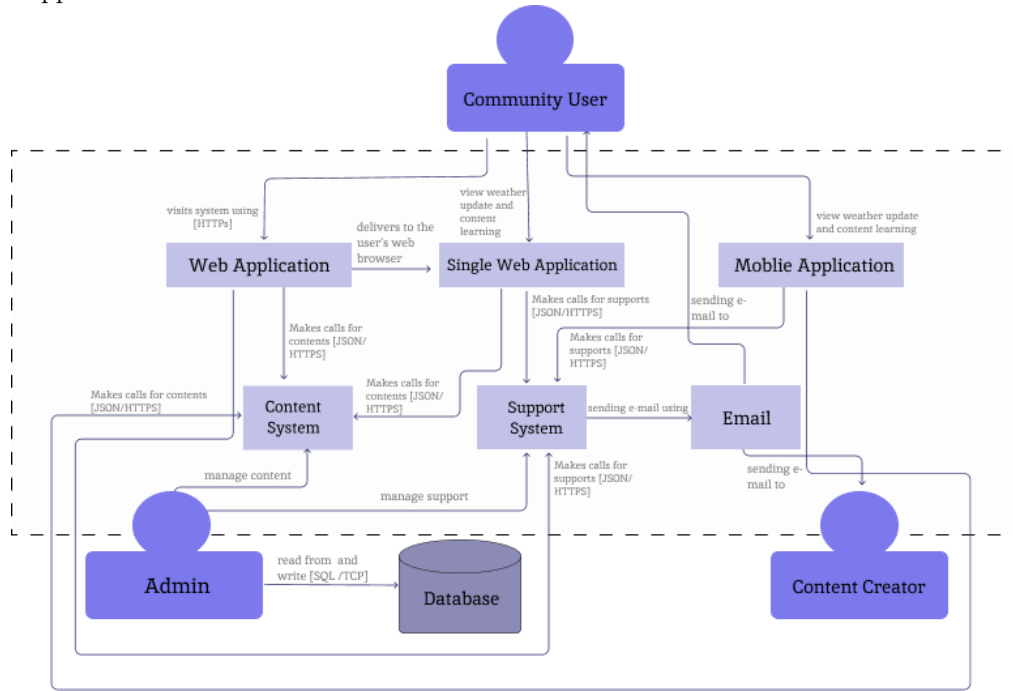 Community User
visits system using
[HTTPs]
view weather
update and
content
learning
view weather update
and content learning
delivers to the
user's web
browser
Web Application
Single Web Application
Moblie Application
Makes calls for supports
[JSON/HTTPS]
sending e-
mail to
Makes calls for
contents [JSON/
HTTPS]
Makes calls for
supports [JSON/
HTTPS]
Makes calls for contents
[JSON/HTTPS]
Makes calls for
contents [JSON/
HTTPS]
Content
System
Support
System
sending e-mail using
Email
manage content
Makes calls for
supports [JSON/
HTTPS]
sending e-
mail to
manage support
read from and
write [SQL /TCP]
Admin
Database
Content Creator